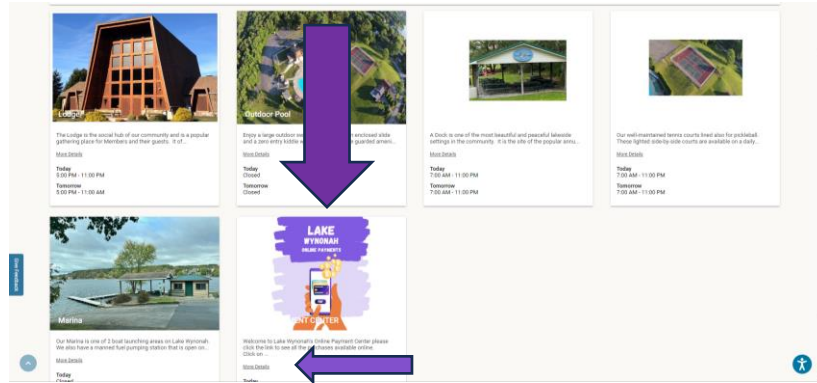 Lodge
The Lodge is the social hub of our community and is a popular
gathering place for Members and their guests. It of...
More Details
Today
5:00 PM - 11:00 PM
Tomorrow
5:00 PM - 11:00 AM
Outdoor Pool
Enjoy a large outdoor enclosed slide
and a zero entry kiddie guarded ameni...
More Details
Today
Closed
Tomorrow
Closed
A Dock is one of the most beautiful and peaceful lakeside
settings in the community. It is the site of the popular annu...
More Details
Today
7:00 AM - 11:00 PM
Tomorrow
7:00 AM - 11:00 PM
Our well-maintained tennis courts lined also for pickleball.
These lighted side-by-side courts are available on a daily...
More Details
Today
7:00 AM - 11:00 PM
Tomorrow
7:00 AM - 11:00 PM
Give Feedback
Marina
Our Marina is one of 2 boat launching areas on Lake Wynonah.
We also have a manned fuel pumping station that is open on...
More Details
Today
Closed
LAKE
WYNONAH
ONLINE PAYMENTS
CENTER
Welcome to Lake Wynonah's Online Payment Center please
click the link to see all the purchases available online.
Click on ...
More Details
Today